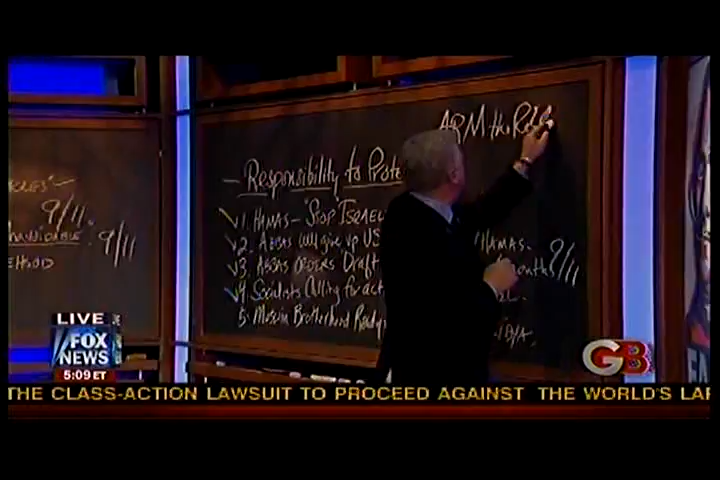 ARM the
— Responsibility to Prote
√1. HAMAS – "STOP" ISRAEL
√2. ABBAS will give up US
√3. ABBAS ORDERS Draft
√4. Socialists Calling for act
5. Muslim Brotherhood Ready
9/11
9/11
HAMAS –
months 9/11
LIVE
FOX
NEWS
5:09 ET
GB
THE CLASS-ACTION LAWSUIT TO PROCEED AGAINST THE WORLD'S LAR